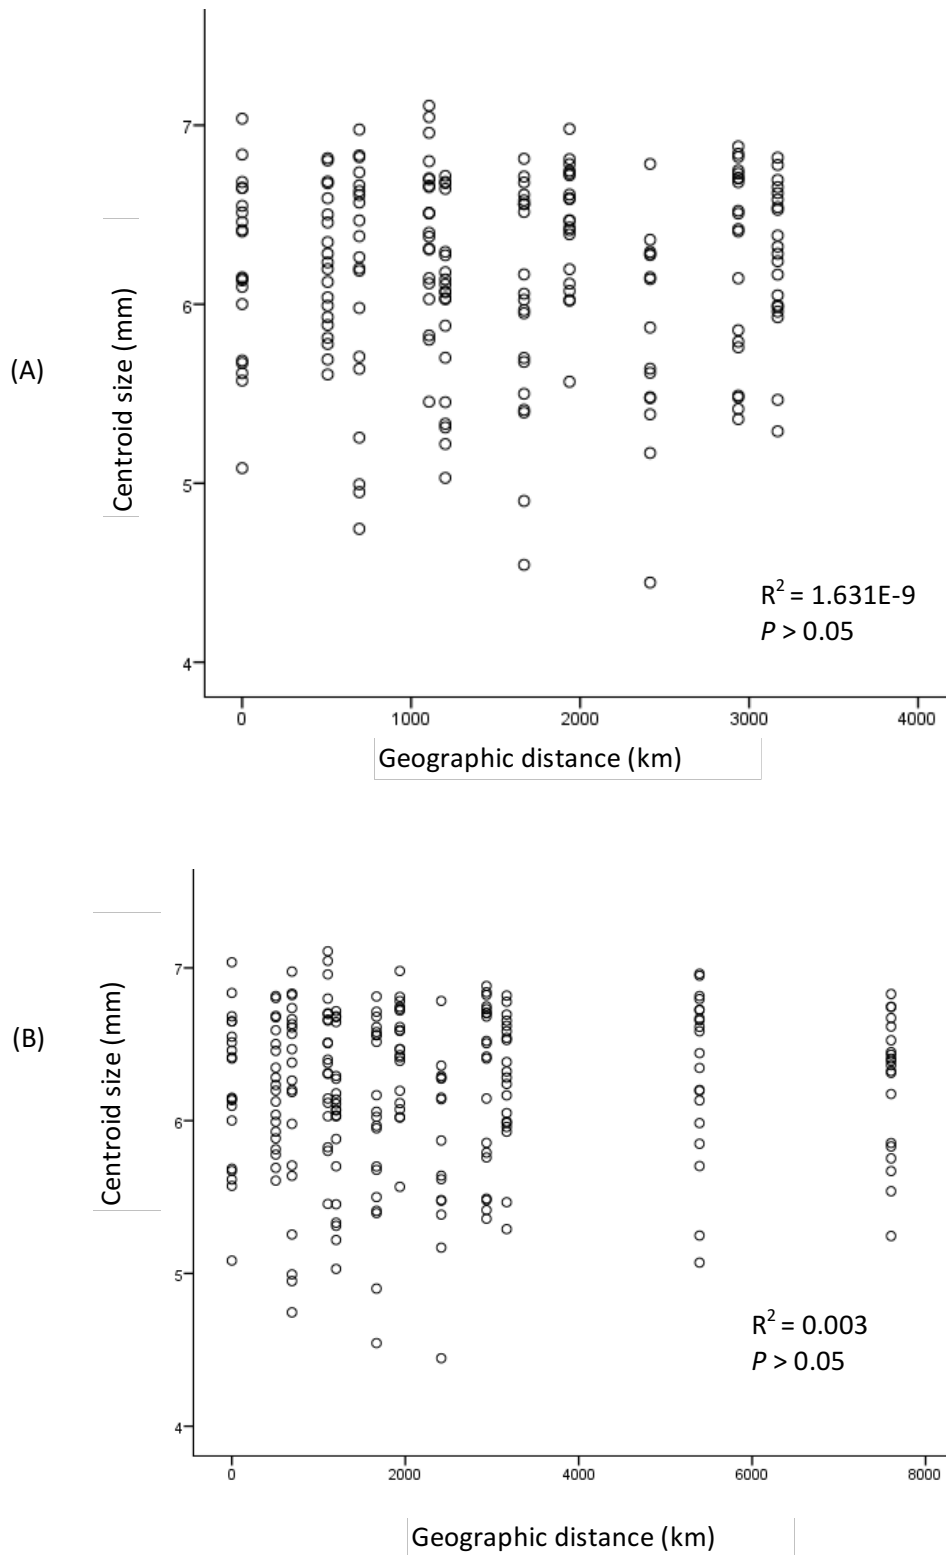 7
6
(A)
Centroid size (mm)
5
R² = 1.631E-9
P > 0.05
4
0 1000 2000 3000 4000
Geographic distance (km)
7
(B)
Centroid size (mm)
6
5
R² = 0.003
P > 0.05
4
0 2000 4000 6000 8000
Geographic distance (km)